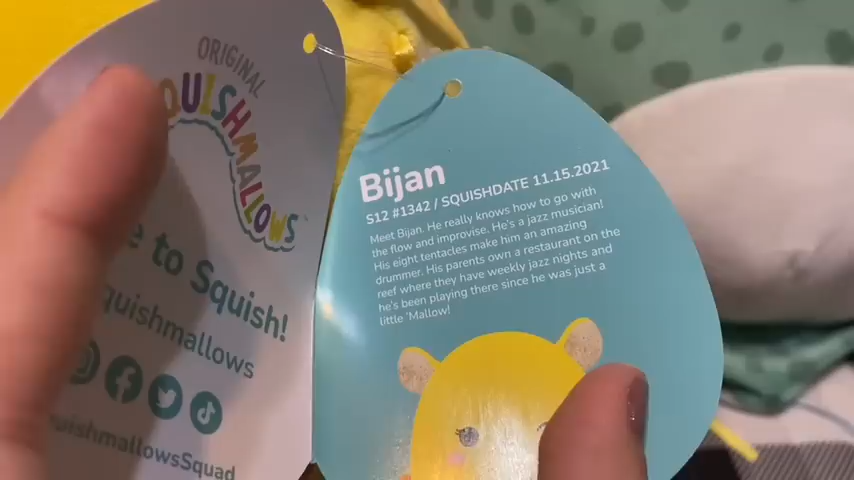 ORIGINAL
QUISHMALLOWS
e to Squish!
quishmallows
uishmallowsSquad
Bijan
S12 #1342 / SQUISHDATE 11.15.2021
Meet Bijan. He really knows how to go with
the flow and improvise. He's a jazz musician!
His eight tentacles make him an amazing
drummer. His parents own a restaurant on the
reef where they have weekly jazz nights and
he's been playing there since he was just a
little 'Mallow!